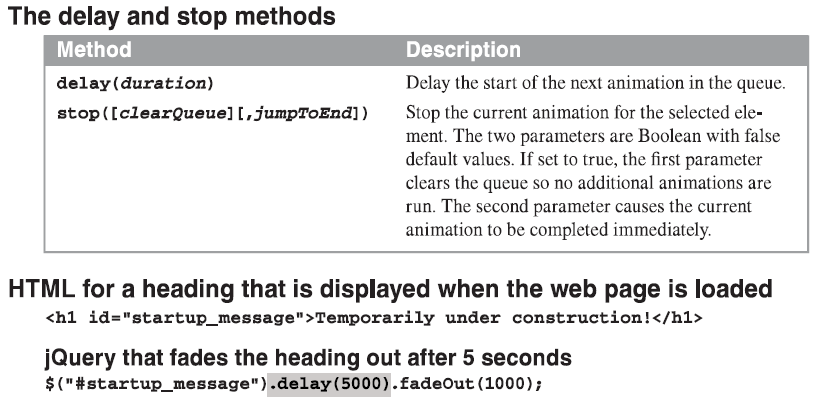 The delay and stop methods
Method Description
delay(duration) Delay the start of the next animation in the queue.
stop([clearQueue][,jumpToEnd]) Stop the current animation for the selected ele-
ment. The two parameters are Boolean with false
default values. If set to true, the first parameter
clears the queue so no additional animations are
run. The second parameter causes the current
animation to be completed immediately.
HTML for a heading that is displayed when the web page is loaded
<h1 id="startup_message">Temporarily under construction!</h1>
jQuery that fades the heading out after 5 seconds
$("#startup_message").delay(5000).fadeOut(1000);